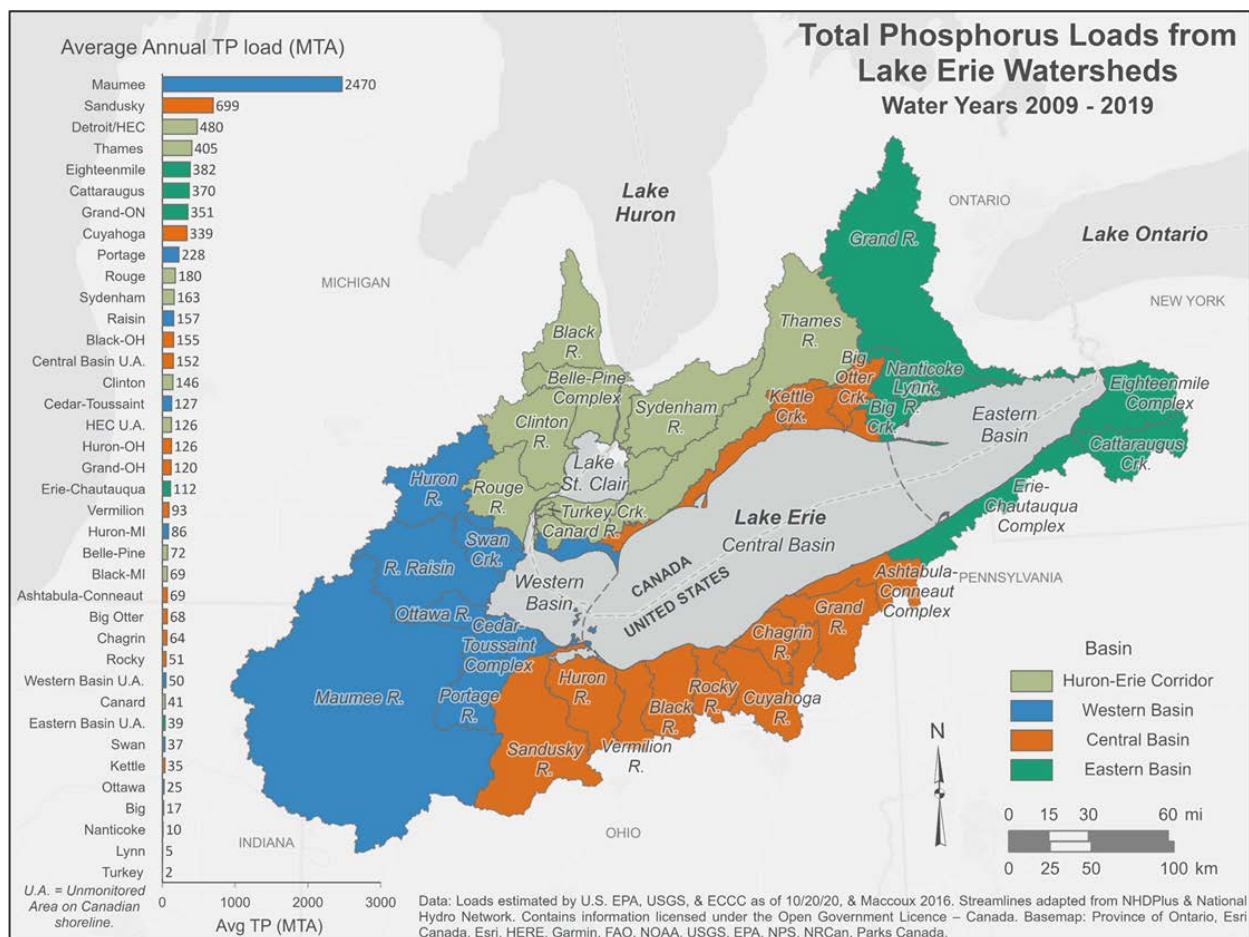 Total Phosphorus Loads from
Lake Erie Watersheds
Water Years 2009 - 2019
Average Annual TP load (MTA)
Maumee 2470
Sandusky 699
Detroit/HEC 480
Thames 405
Eighteenmile 382
Cattaraugus 370
Grand-ON 351
Cuyahoga 339
Portage 228
Rouge 180
Sydenham 163
Raisin 157
Black-OH 155
Central Basin U.A. 152
Clinton 146
Cedar-Toussaint 127
HEC U.A. 126
Huron-OH 126
Grand-OH 120
Erie-Chautauqua 112
Vermilion 93
Huron-MI 86
Belle-Pine 72
Black-MI 69
Ashtabula-Conneaut 69
Big Otter 68
Chagrin 64
Rocky 51
Western Basin U.A. 50
Canard 41
Eastern Basin U.A. 39
Swan 37
Kettle 35
Ottawa 25
Big 17
Nanticoke 10
Lynn 5
Turkey 2
0 1000 2000 3000
Avg TP (MTA)
U.A. = Unmonitored
Area on Canadian
shoreline.
Lake
Huron
ONTARIO
Lake Ontario
MICHIGAN
NEW YORK
Grand R.
Black
R.
Belle-Pine
Complex
Thames
R.
Big
Otter
Crk.
Nanticoke
Lynnk.
R.
Clinton
R.
Sydenham
R.
Kettle
Crk.
Big
Crk.
Eastern
Basin
Eighteenmile
Complex
Cattaraugus
Crk.
Lake
St. Clair
Huron
R.
Rouge
R.
Turkey Crk.
Canard R.
Erie-
Chautauqua
Complex
Lake Erie
Central Basin
Swan
Crk.
R. Raisin
Western
Basin
CANADA
UNITED STATES
Ashtabula-
Conneaut
Complex
PENNSYLVANIA
Ottawa R.
Cedar-
Toussaint
Complex
Grand
R.
Chagrin
R.
Maumee R.
Portage
R.
Huron
R.
Black
R.
Rocky
R.
Cuyahoga
R.
Sandusky
R.
Vermilion
R.
INDIANA
OHIO
Basin
Huron-Erie Corridor
Western Basin
Central Basin
Eastern Basin
N
0 15 30 60 mi
0 25 50 100 km
Data: Loads estimated by U.S. EPA, USGS, & ECCC as of 10/20/20, & Maccoux 2016. Streamlines adapted from NHDPlus & National
Hydro Network. Contains information licensed under the Open Government Licence – Canada. Basemap: Province of Ontario, Esri
Canada, Esri, HERE, Garmin, FAO, NOAA, USGS, EPA, NPS, NRCan, Parks Canada.